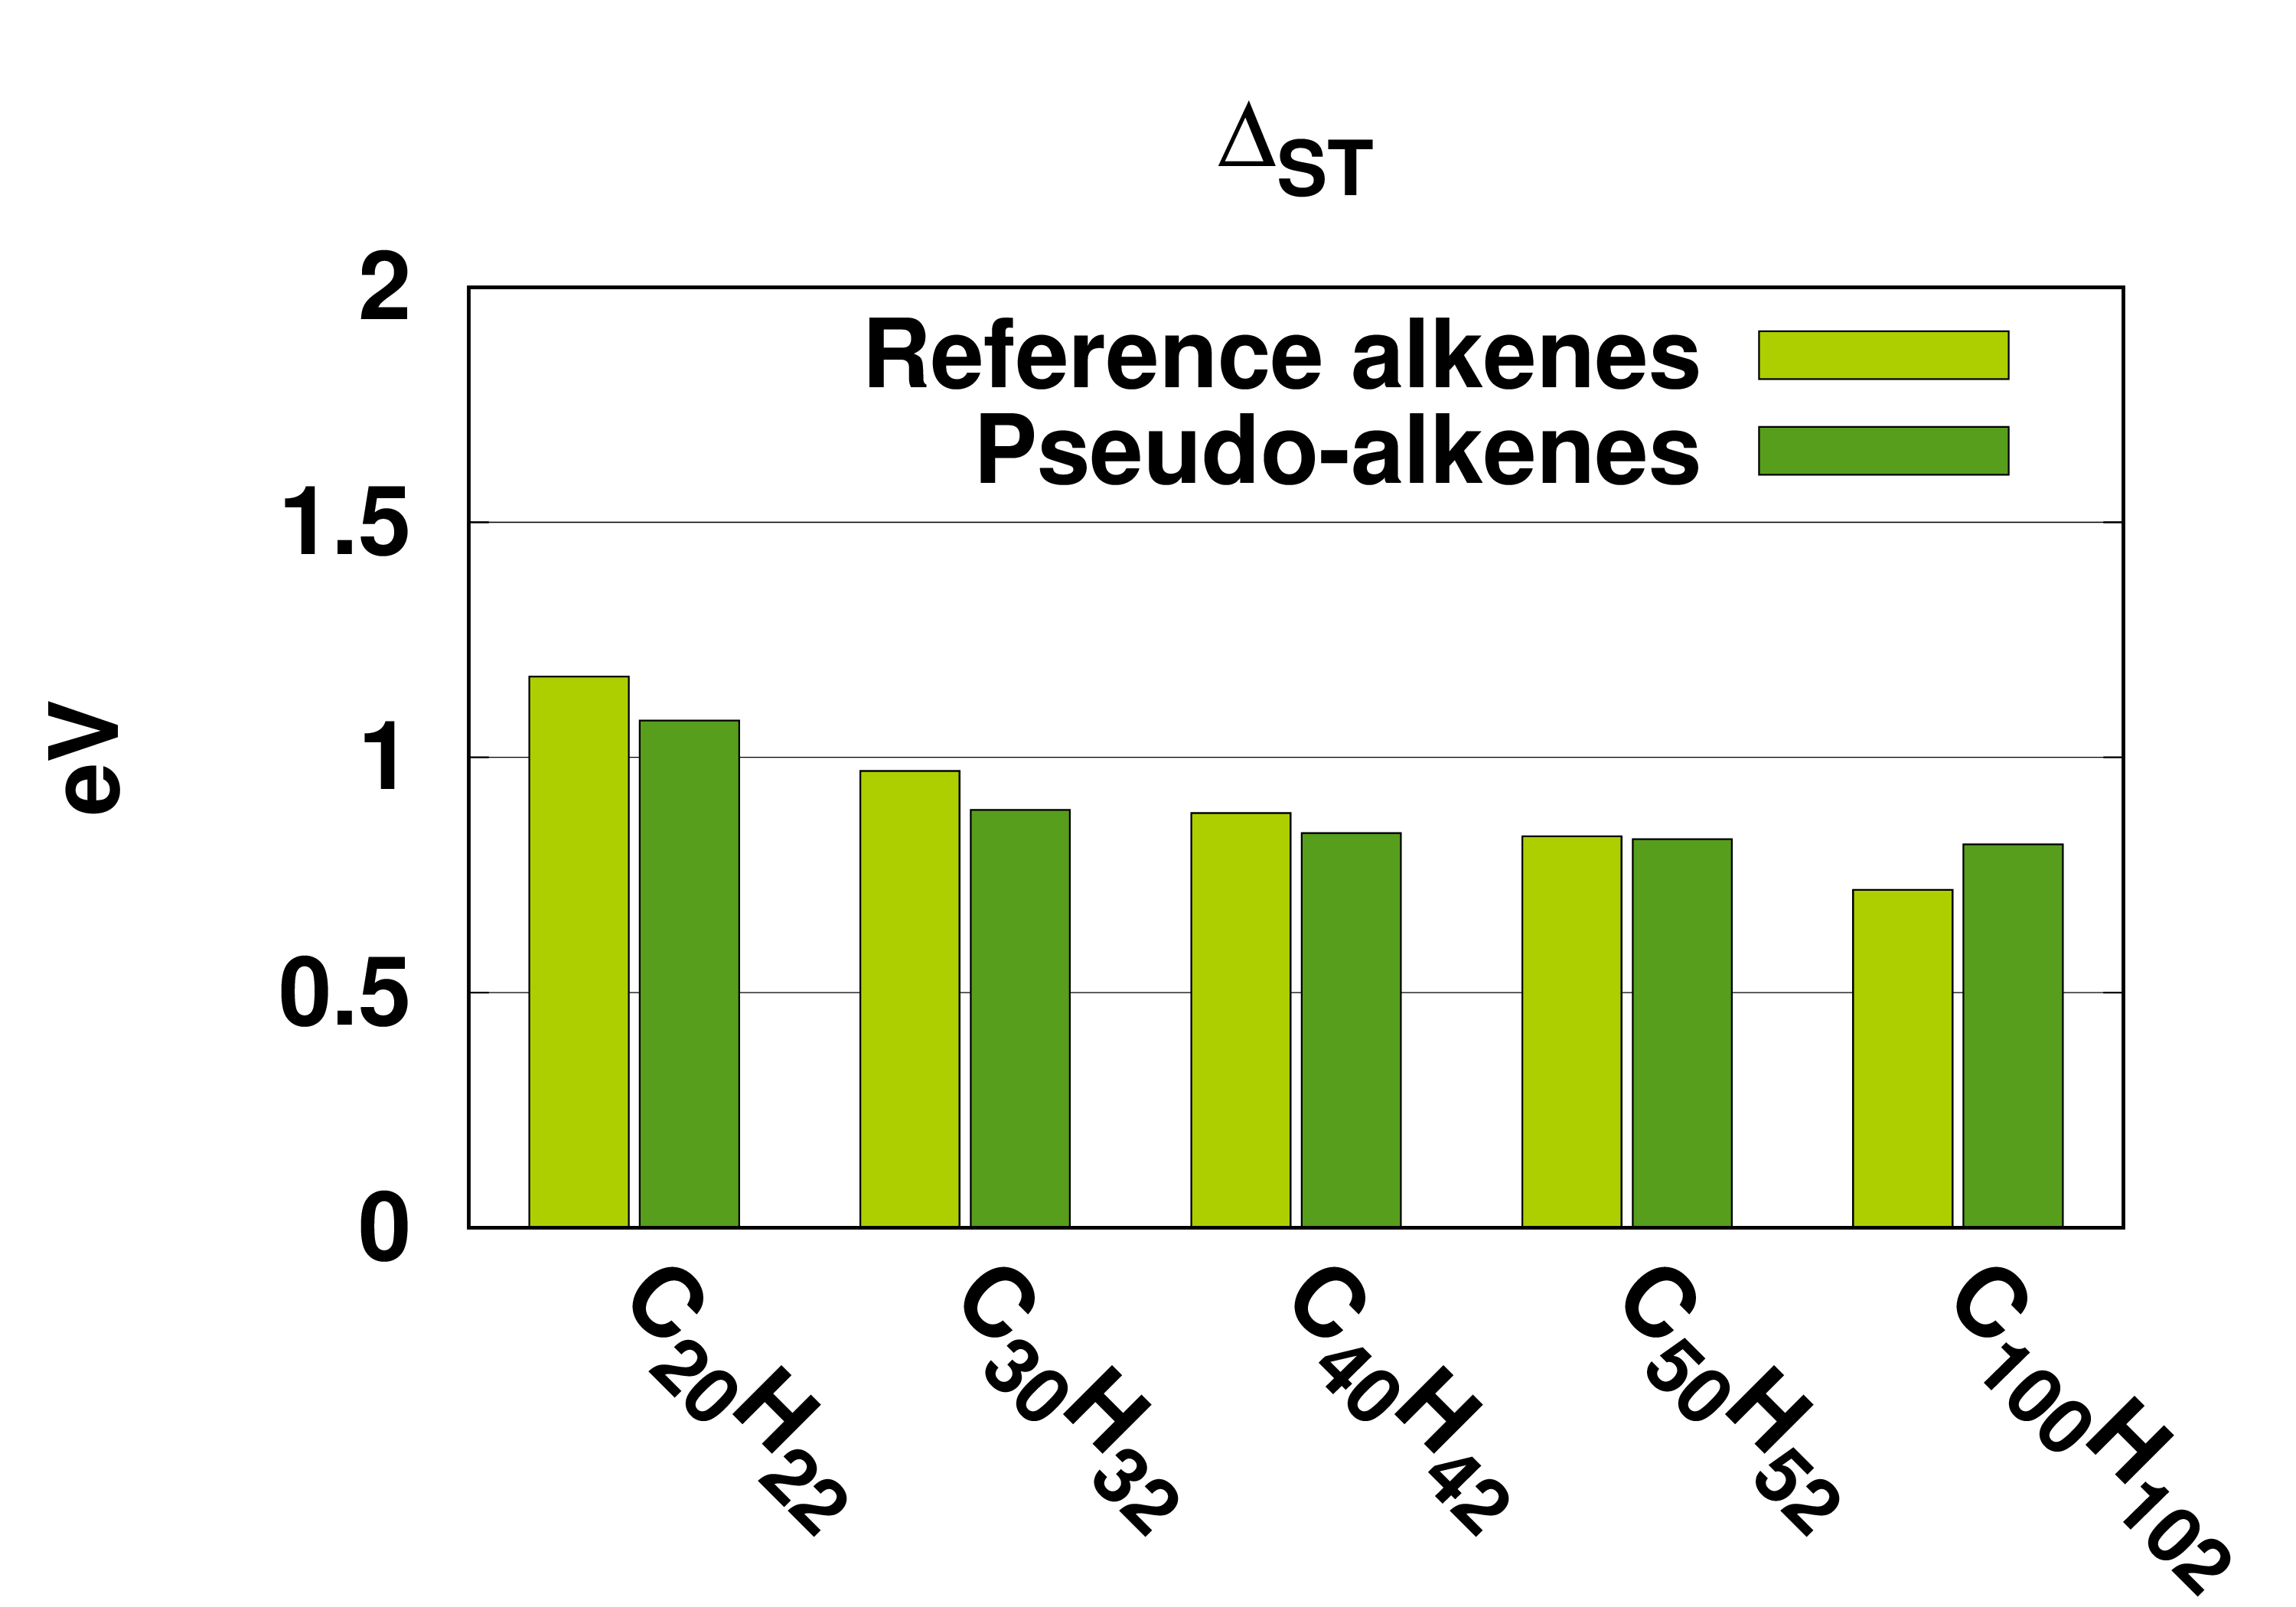 ΔST
2
Reference alkenes
Pseudo-alkenes
1.5
1
eV
0.5
0
C20H22
C30H32
C40H42
C50H52
C100H102